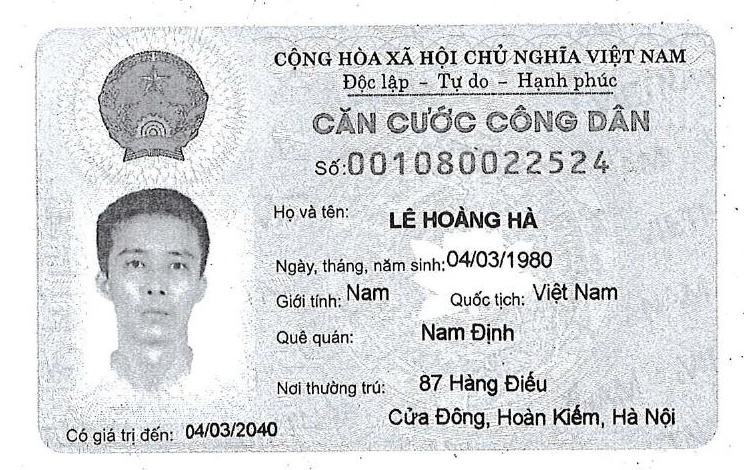 CỘNG HÒA XÃ HỘI CHỦ NGHĨA VIỆT NAM
Độc lập - Tự do - Hạnh phúc
CĂN CƯỚC CÔNG DÂN
Số:001080022524
Họ và tên: LÊ HOÀNG HÀ
Ngày, tháng, năm sinh:04/03/1980
Giới tính: Nam Quốc tịch: Việt Nam
Quê quán: Nam Định
Nơi thường trú: 87 Hàng Điếu
Cửa Đông, Hoàn Kiếm, Hà Nội
Có giá trị đến: 04/03/2040